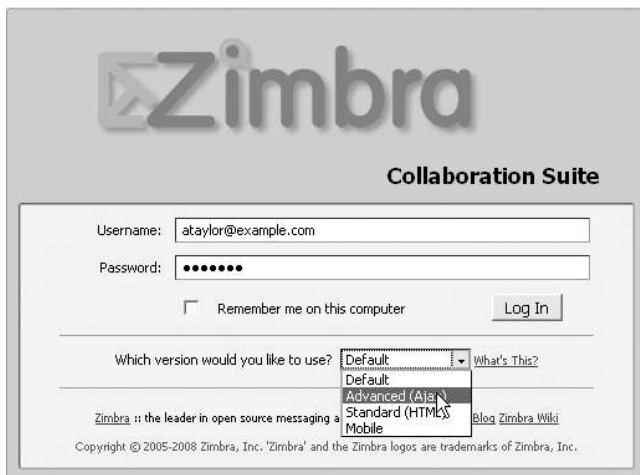 Zimbra
Collaboration Suite
Username: ataylor@example.com
Password: •••••••
Remember me on this computer Log In
Which version would you like to use? Default What's This?
Default
Advanced (Ajax)
Standard (HTML)
Mobile
Zimbra :: the leader in open source messaging Blog Zimbra Wiki
Copyright © 2005-2008 Zimbra, Inc. 'Zimbra' and the Zimbra logos are trademarks of Zimbra, Inc.